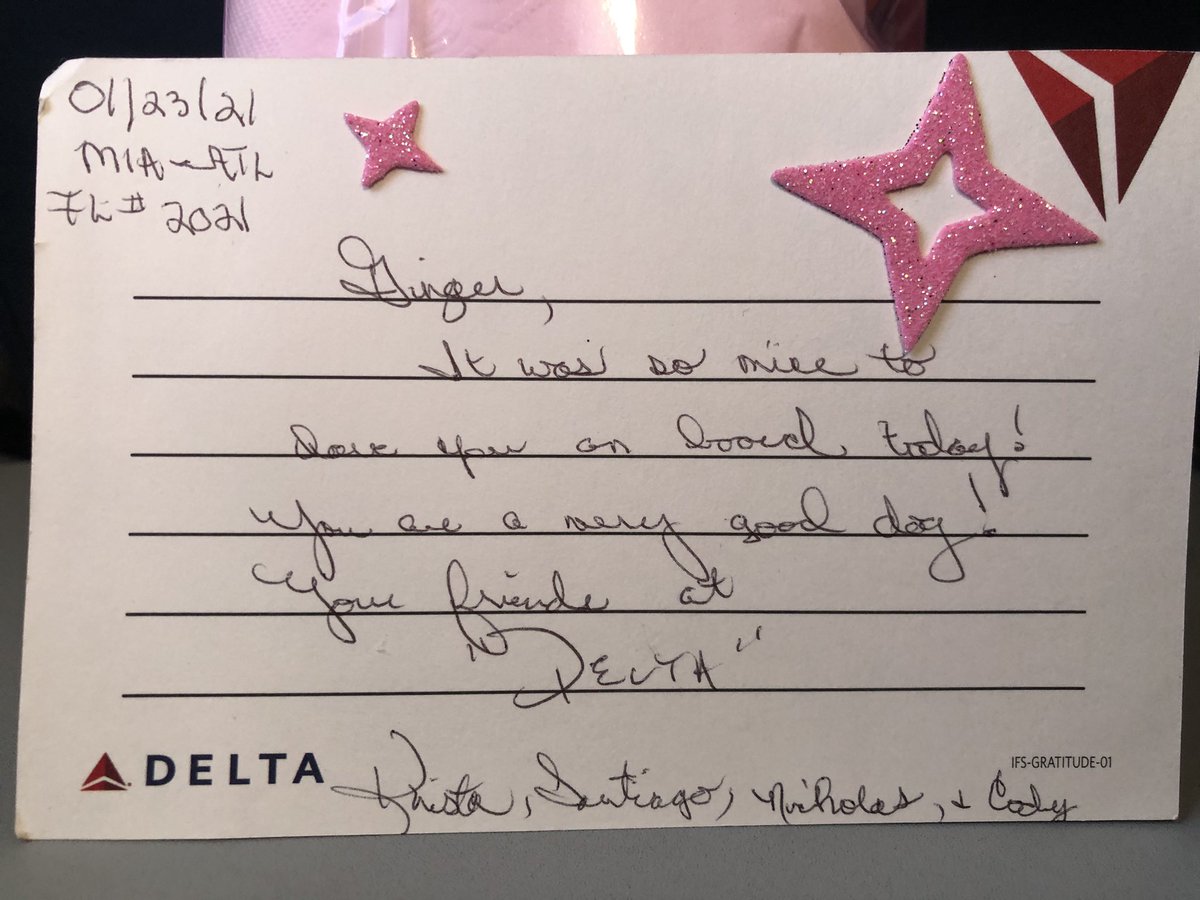 01/23/21
MIA-ATL
FL# 2021
Ginger,
It was so nice to
have you on board today!
You are a very good dog!
Your friends at
"DELTA"
DELTA
IFS-GRATITUDE-01
Krista, Santiago, Nicholas, & Cody